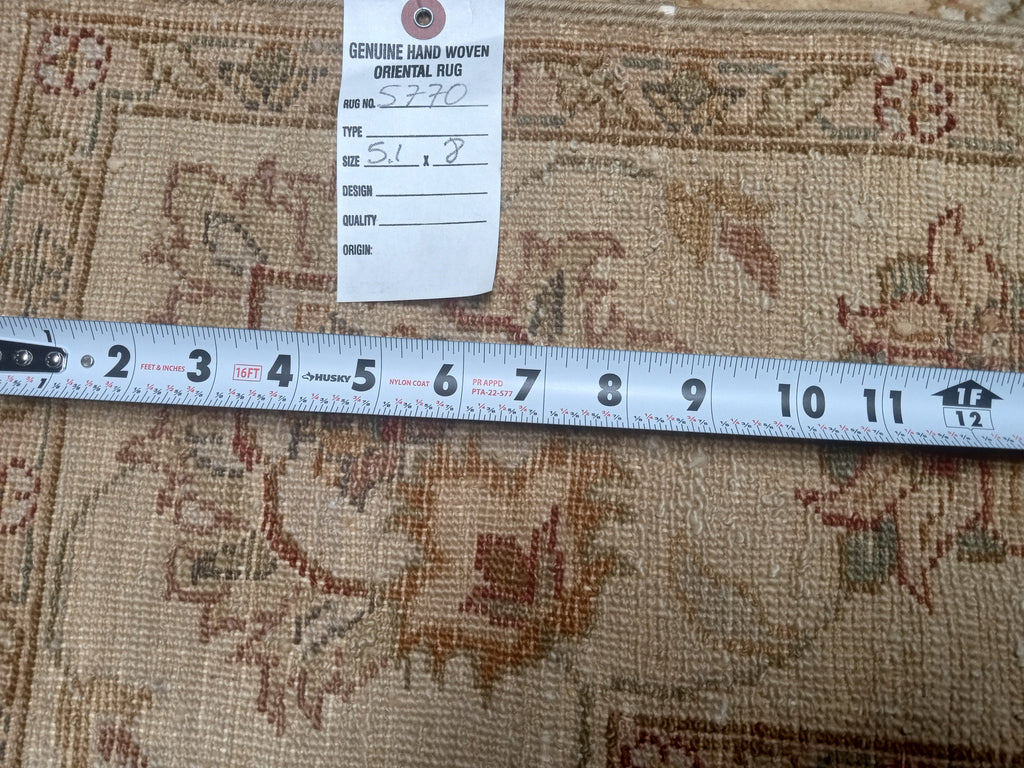 GENUINE HAND WOVEN
ORIENTAL RUG
RUG NO. 5770
TYPE
SIZE 5.1 X 8
DESIGN
QUALITY
ORIGIN:
1 2 FEET & INCHES 3 16FT 4 HUSKY 5 NYLON COAT 6 PR APPD 7 8 9 10 11 1F
PTA-22-577
12